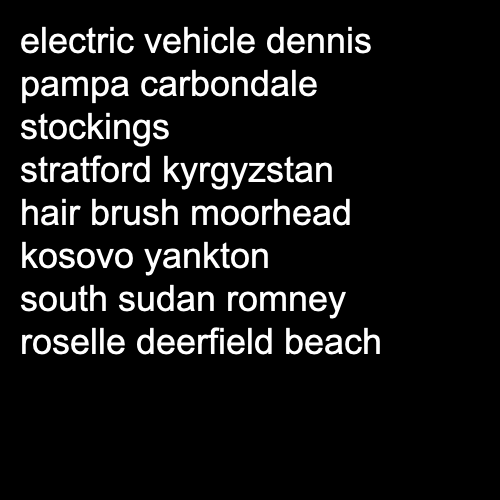 electric vehicle dennis
pampa carbondale
stockings
stratford kyrgyzstan
hair brush moorhead
kosovo yankton
south sudan romney
roselle deerfield beach